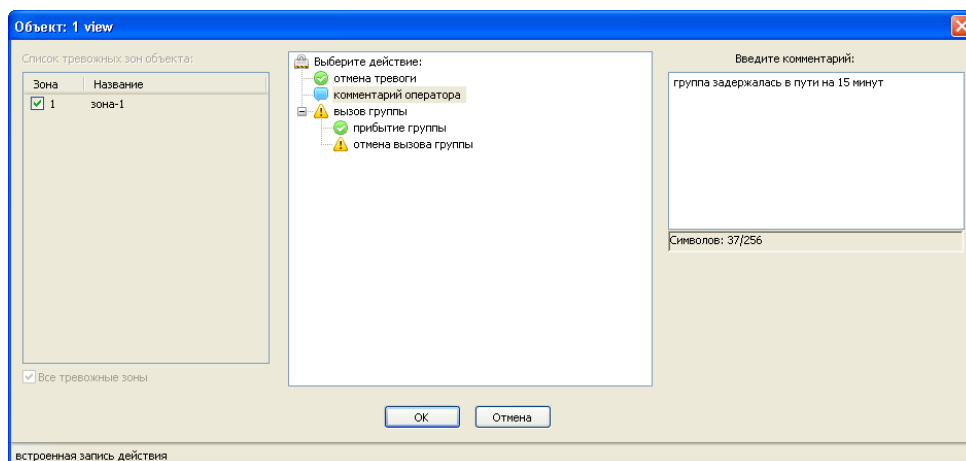 Объект: 1 view
Список тревожных зон объекта:
Зона Название
1 зона-1
Все тревожные зоны
Выберите действие:
отмена тревоги
комментарий оператора
вызов группы
прибытие группы
отмена вызова группы
Введите комментарий:
группа задержалась в пути на 15 минут
Символов: 37/256
OK Отмена
встроенная запись действия